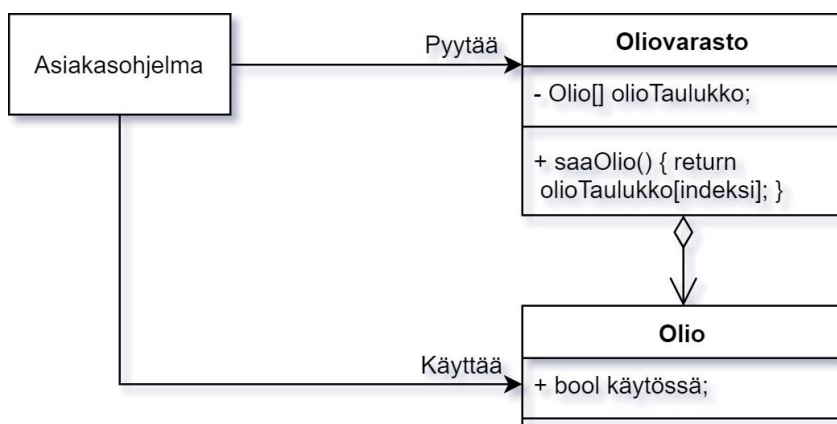 Asiakasohjelma
Pyytää
Oliovarasto
- Olio[] olioTaulukko;
+ saaOlio() { return
olioTaulukko[indeksi]; }
Käyttää
Olio
+ bool käytössä;